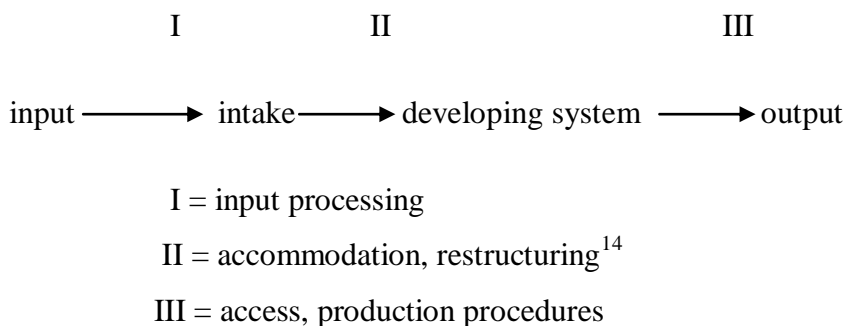 I II III
input intake developing system output
I = input processing
II = accommodation, restructuring14
III = access, production procedures